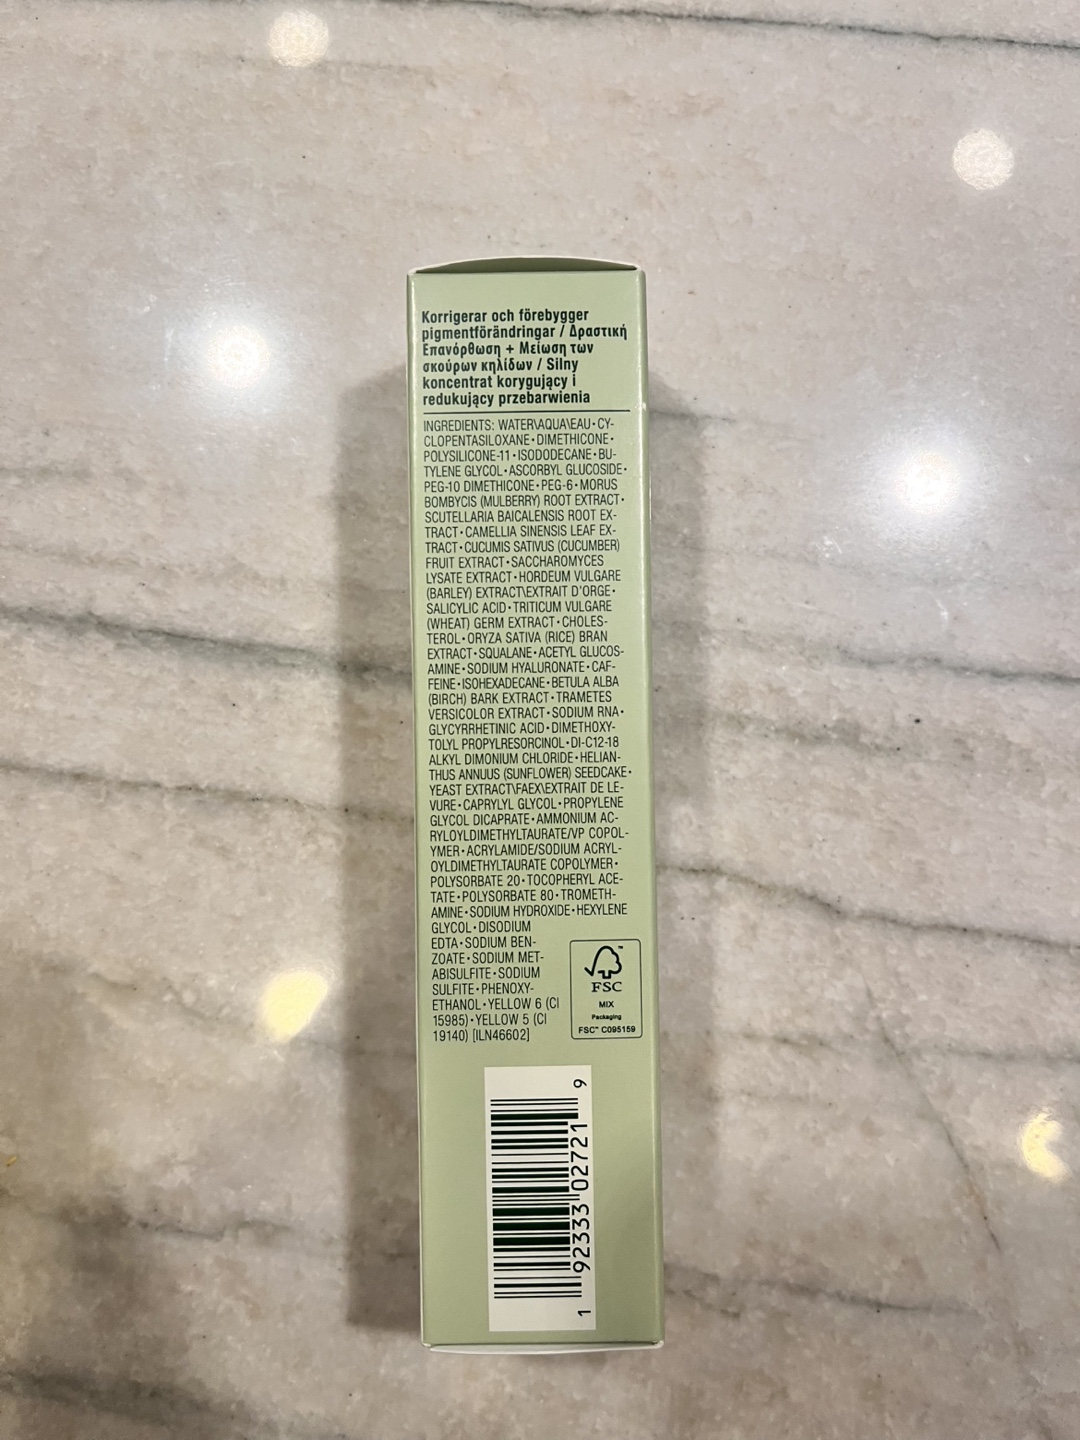 Korrigerar och förebygger
pigmentförändringar / Δραστική
Επανόρθωση + Μείωση των
σκούρων κηλίδων / Silny
koncentrat korygujący i
redukujący przebarwienia
INGREDIENTS: WATER\AQUA\EAU • CY-
CLOPENTASILOXANE • DIMETHICONE •
POLYSILICONE-11 • ISODODECANE • BU-
TYLENE GLYCOL • ASCORBYL GLUCOSIDE •
PEG-10 DIMETHICONE • PEG-6 • MORUS
BOMBYCIS (MULBERRY) ROOT EXTRACT •
SCUTELLARIA BAICALENSIS ROOT EX-
TRACT • CAMELLIA SINENSIS LEAF EX-
TRACT • CUCUMIS SATIVUS (CUCUMBER)
FRUIT EXTRACT • SACCHAROMYCES
LYSATE EXTRACT • HORDEUM VULGARE
(BARLEY) EXTRACT\EXTRAIT D'ORGE •
SALICYLIC ACID • TRITICUM VULGARE
(WHEAT) GERM EXTRACT • CHOLES-
TEROL • ORYZA SATIVA (RICE) BRAN
EXTRACT • SQUALANE • ACETYL GLUCOS-
AMINE • SODIUM HYALURONATE • CAF-
FEINE • ISOHEXADECANE • BETULA ALBA
(BIRCH) BARK EXTRACT • TRAMETES
VERSICOLOR EXTRACT • SODIUM RNA •
GLYCYRRHETINIC ACID • DIMETHOXY-
TOLYL PROPYLRESORCINOL • DI-C12-18
ALKYL DIMONIUM CHLORIDE • HELIAN-
THUS ANNUUS (SUNFLOWER) SEEDCAKE •
YEAST EXTRACT\FAEX\EXTRAIT DE LE-
VURE • CAPRYLYL GLYCOL • PROPYLENE
GLYCOL DICAPRATE • AMMONIUM AC-
RYLOYLDIMETHYLTAURATE/VP COPOL-
YMER • ACRYLAMIDE/SODIUM ACRYL-
OYLDIMETHYLTAURATE COPOLYMER •
POLYSORBATE 20 • TOCOPHERYL ACE-
TATE • POLYSORBATE 80 • TROMETH-
AMINE • SODIUM HYDROXIDE • HEXYLENE
GLYCOL • DISODIUM
EDTA • SODIUM BEN-
ZOATE • SODIUM MET-
ABISULFITE • SODIUM
SULFITE • PHENOXY-
ETHANOL • YELLOW 6 (CI
15985) • YELLOW 5 (CI
19140) [ILN46602]
FSC™
MIX
Packaging
FSC™ C095159
1 92333 02721 9